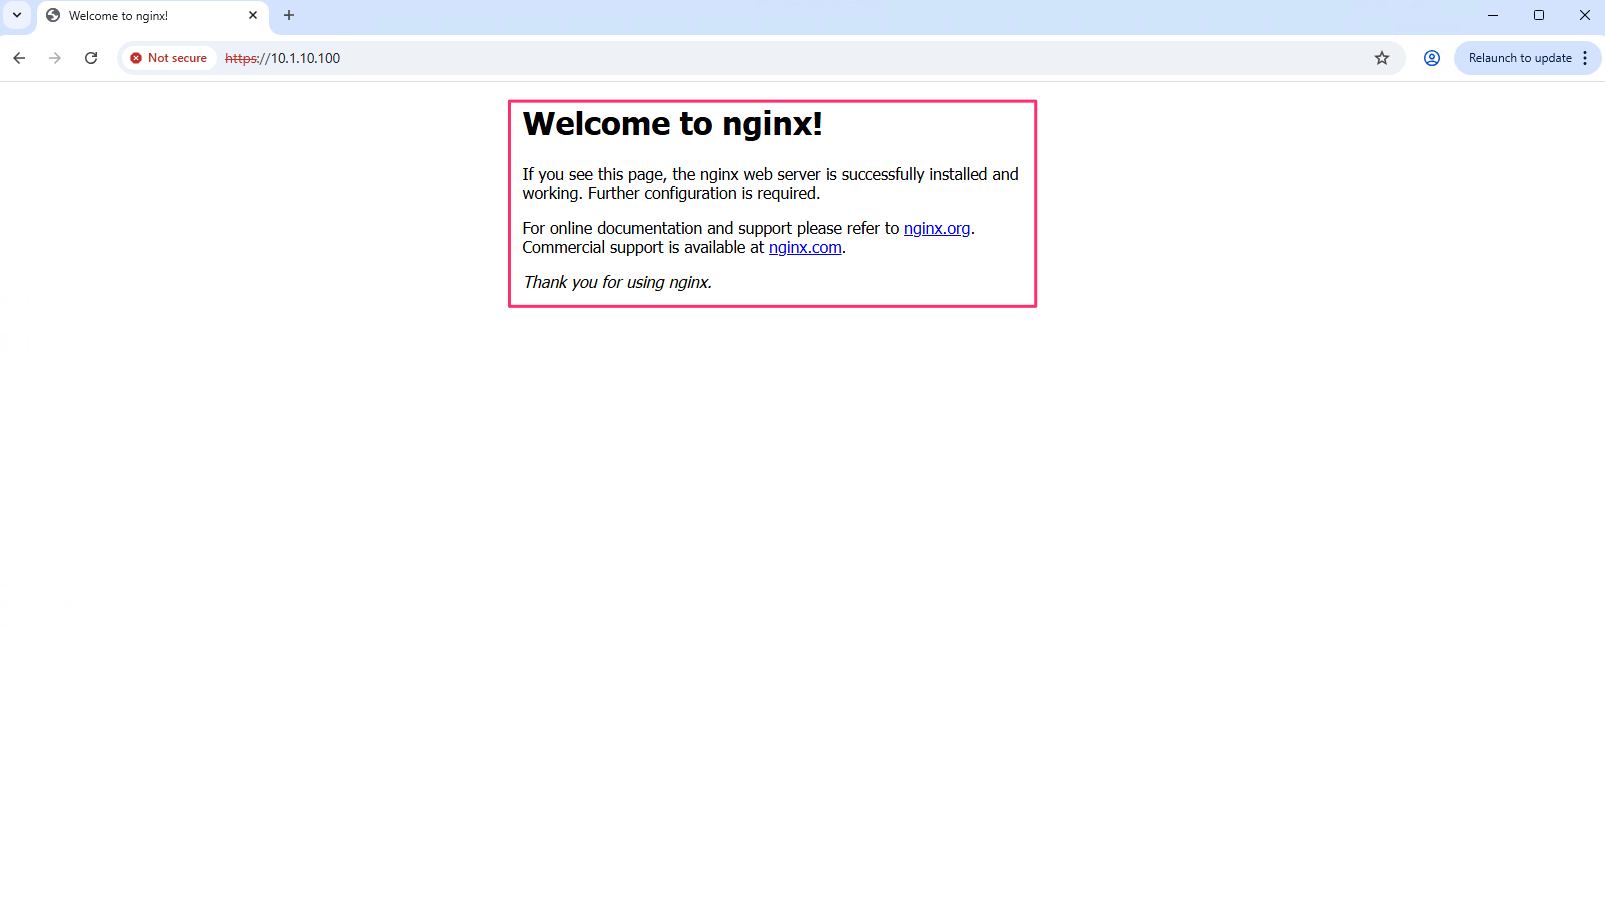 Welcome to nginx!
Not secure
https://10.1.10.100
Relaunch to update
Welcome to nginx!
If you see this page, the nginx web server is successfully installed and
working. Further configuration is required.
For online documentation and support please refer to nginx.org.
Commercial support is available at nginx.com.
Thank you for using nginx.